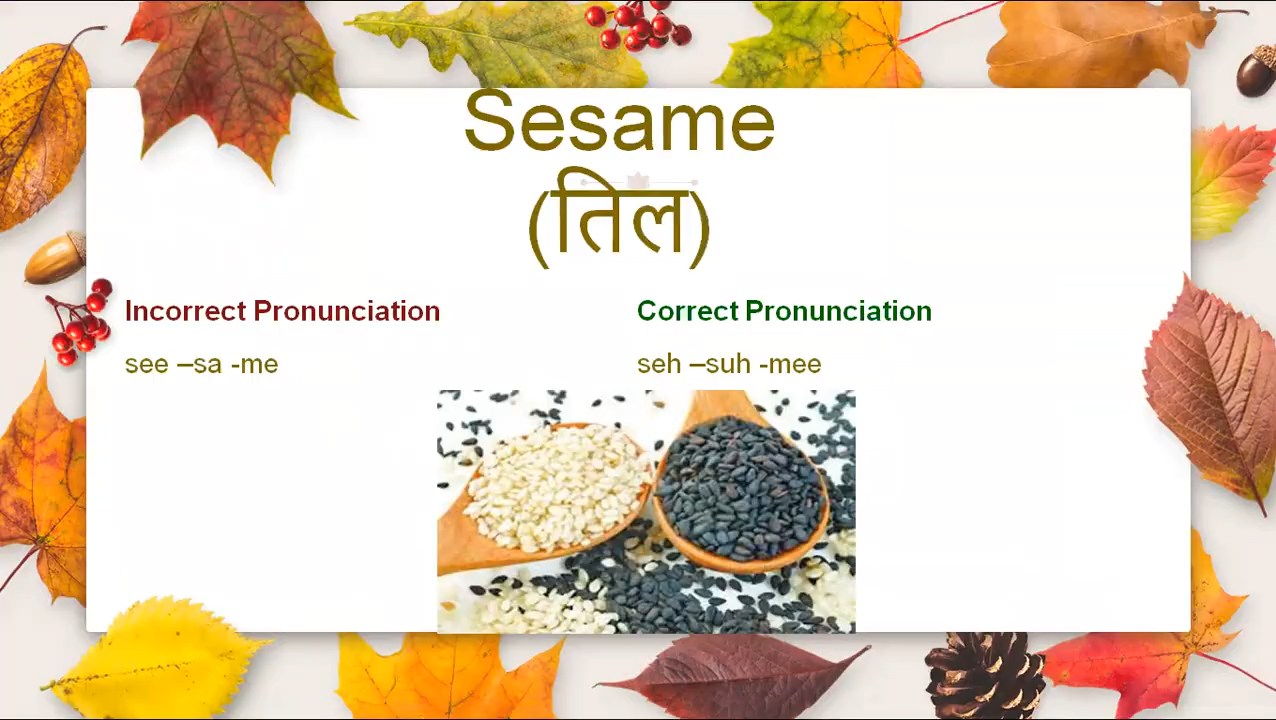 Sesame
(तिल)
Incorrect Pronunciation
see –sa -me
Correct Pronunciation
seh –suh -mee